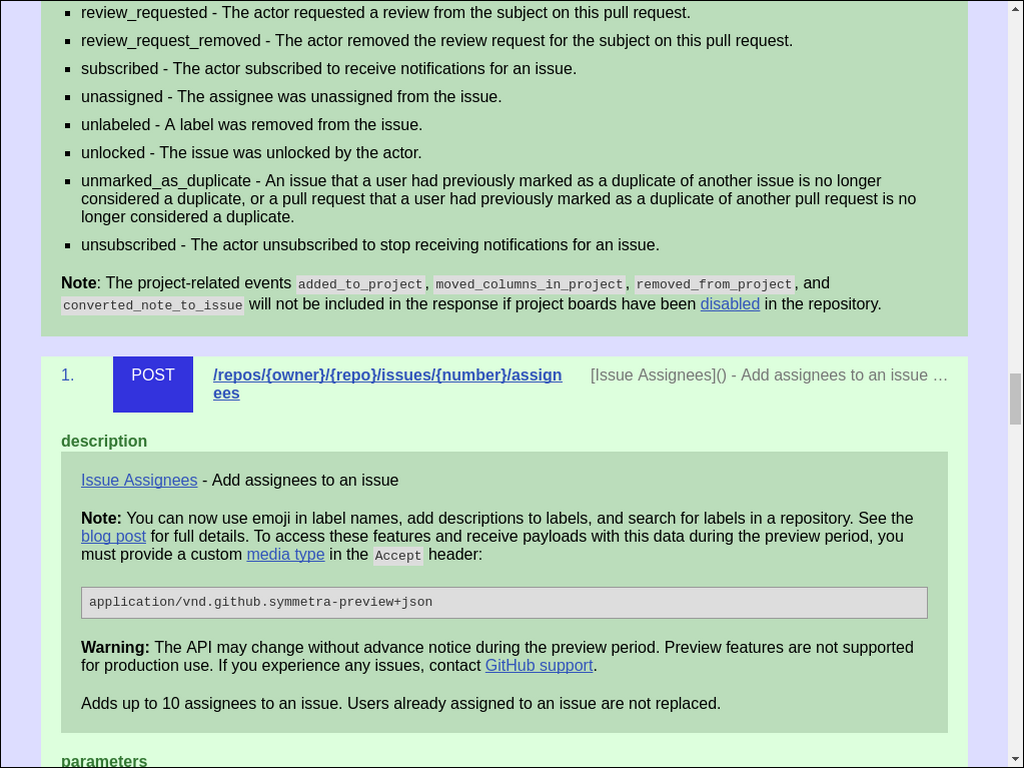 review_requested - The actor requested a review from the subject on this pull request.
review_request_removed - The actor removed the review request for the subject on this pull request.
subscribed - The actor subscribed to receive notifications for an issue.
unassigned - The assignee was unassigned from the issue.
unlabeled - A label was removed from the issue.
unlocked - The issue was unlocked by the actor.
unmarked_as_duplicate - An issue that a user had previously marked as a duplicate of another issue is no longer
considered a duplicate, or a pull request that a user had previously marked as a duplicate of another pull request is no
longer considered a duplicate.
unsubscribed - The actor unsubscribed to stop receiving notifications for an issue.
Note: The project-related events added_to_project, moved_columns_in_project, removed_from_project, and
converted_note_to_issue will not be included in the response if project boards have been disabled in the repository.
1. POST /repos/{owner}/{repo}/issues/{number}/assign [Issue Assignees]() - Add assignees to an issue …
ees
description
Issue Assignees - Add assignees to an issue
Note: You can now use emoji in label names, add descriptions to labels, and search for labels in a repository. See the
blog post for full details. To access these features and receive payloads with this data during the preview period, you
must provide a custom media type in the Accept header:
application/vnd.github.symmetra-preview+json
Warning: The API may change without advance notice during the preview period. Preview features are not supported
for production use. If you experience any issues, contact GitHub support.
Adds up to 10 assignees to an issue. Users already assigned to an issue are not replaced.
parameters